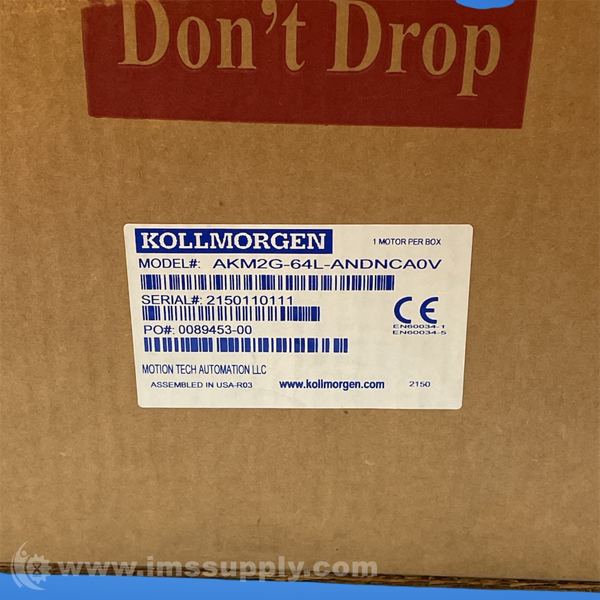 Don't Drop
KOLLMORGEN
1 MOTOR PER BOX
MODEL#: AKM2G-64L-ANDNCA0V
SERIAL#: 2150110111
CE
EN60034-1
EN60034-5
PO#: 0089453-00
MOTION TECH AUTOMATION LLC
ASSEMBLED IN USA-R03
www.kollmorgen.com
2150
www.imssupply.com